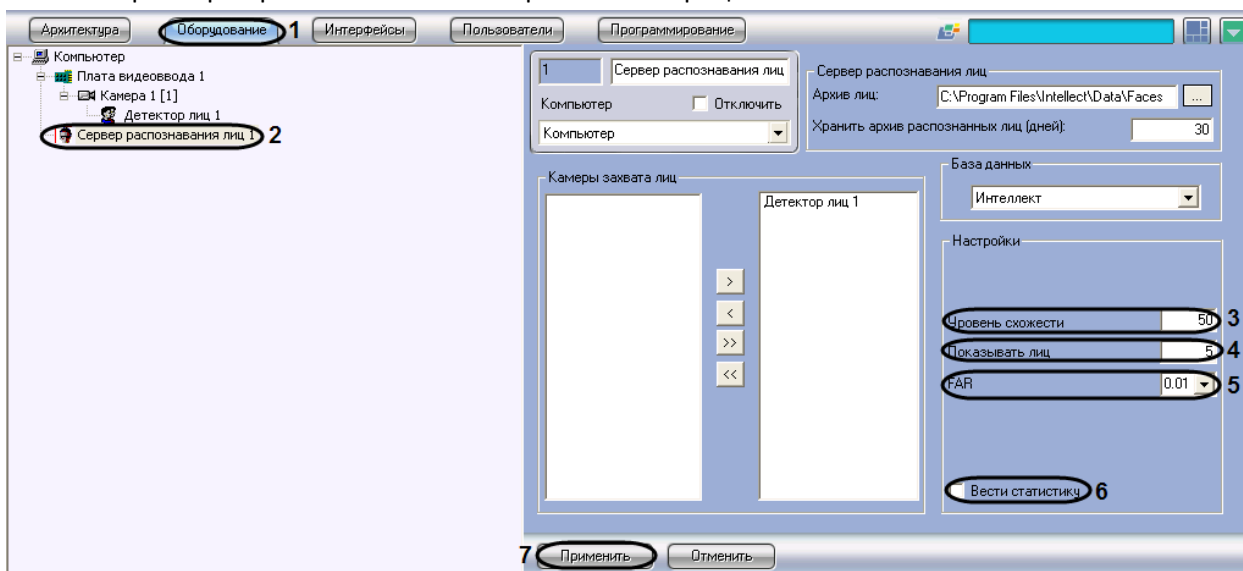 Архитектура Оборудование 1 Интерфейсы Пользователи Программирование
Компьютер
Плата видеоввода 1
Камера 1 [1]
Детектор лиц 1
Сервер распознавания лиц 1 2
1 Сервер распознавания лиц
Компьютер Отключить
Компьютер
Сервер распознавания лиц
Архив лиц: C:\Program Files\Intellect\Data\Faces ...
Хранить архив распознанных лиц (дней): 30
Камеры захвата лиц
Детектор лиц 1
>
<
>>
<<
База данных
Интеллект
Настройки
Уровень схожести 50 3
Показывать лиц 5 4
FAR 0.01 5
Вести статистику 6
7 Применить Отменить